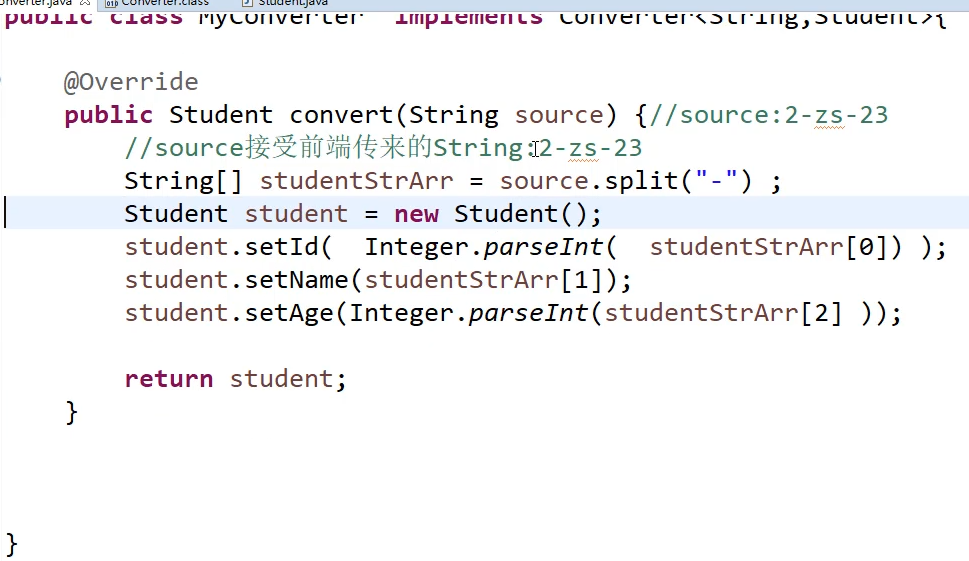 onverter.java Converter.class Student.java
public class MyConverter implements Converter<String,Student>{
@Override
public Student convert(String source) {//source:2-zs-23
//source接受前端传来的String:2-zs-23
String[] studentStrArr = source.split("-") ;
Student student = new Student();
student.setId( Integer.parseInt( studentStrArr[0]) );
student.setName(studentStrArr[1]);
student.setAge(Integer.parseInt(studentStrArr[2] ));
return student;
}
}